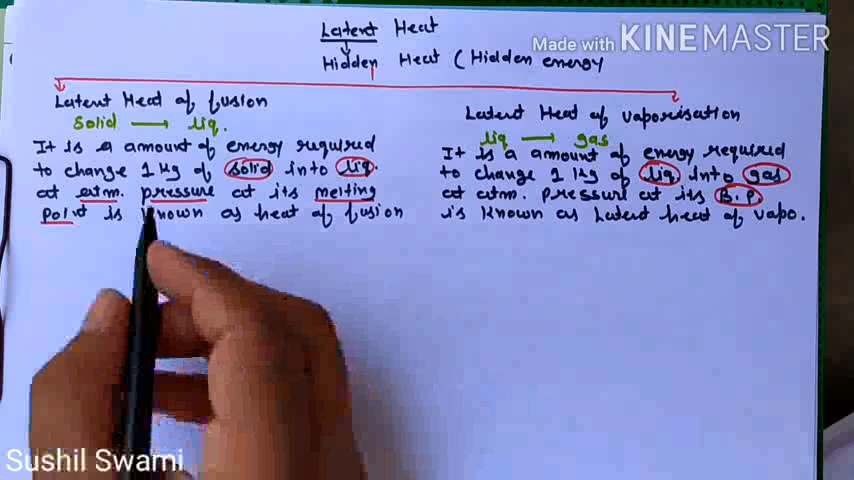 Latent Heat
Made with KINEMASTER
Hidden Heat ( Hidden energy
Latent Heat of fusion
Solid → liq.
It is a amount of energy required
to change 1 Kg of solid into liq.
at atm. pressure at its melting
point is known as heat of fusion
Latent Heat of vaporisation
liq → gas
It is a amount of energy required
to change 1 Kg of liq into gas
at atm. pressure at its B.P.
is known as Latent heat of vapo.
Sushil Swami